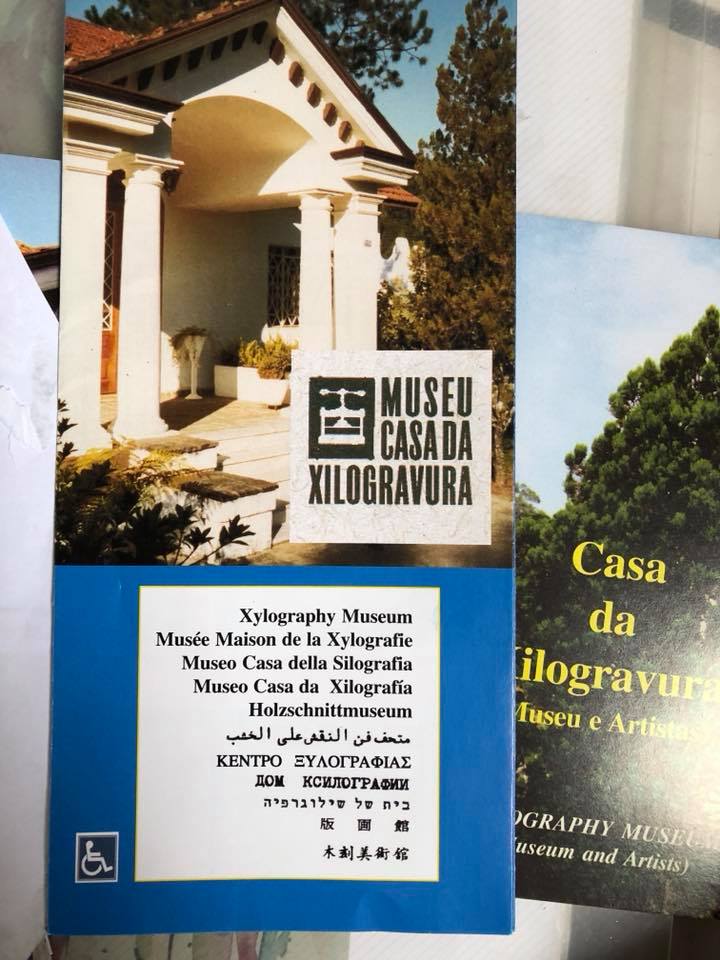 MUSEU
CASA DA
XILOGRAVURA
Xylography Museum
Musée Maison de la Xylografie
Museo Casa della Silografia
Museo Casa da Xilografía
Holzschnittmuseum
متحف فن النقش على الخشب
ΚΕΝΤΡΟ ΞΥΛΟΓΡΑΦΙΑΣ
ДОМ КСИЛОГРАФИИ
בית של שילוגרפיה
版画館
木刻美術館
Casa
da
ilogravura
Museu e Artistas
OGRAPHY MUSEUM
useum and Artists)